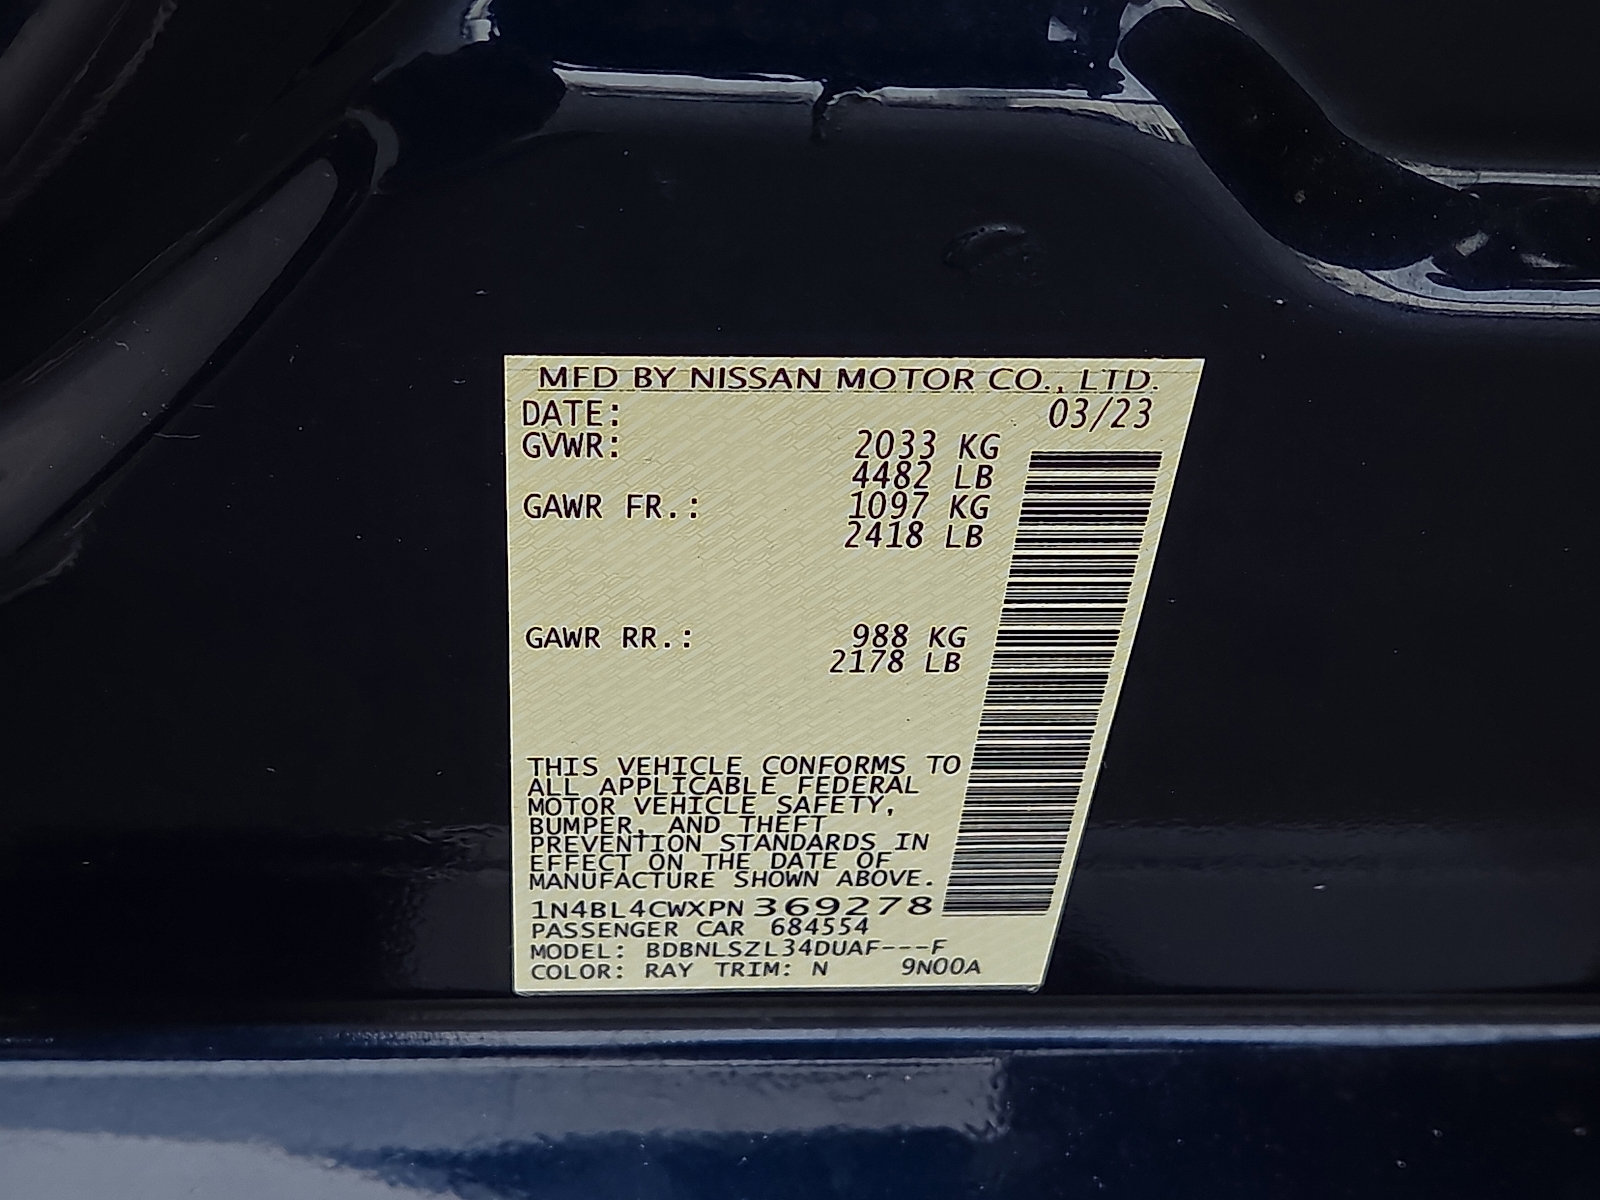 MFD BY NISSAN MOTOR CO., LTD.
DATE: 03/23
GVWR: 2033 KG
4482 LB
GAWR FR.: 1097 KG
2418 LB
GAWR RR.: 988 KG
2178 LB
THIS VEHICLE CONFORMS TO
ALL APPLICABLE FEDERAL
MOTOR VEHICLE SAFETY,
BUMPER, AND THEFT
PREVENTION STANDARDS IN
EFFECT ON THE DATE OF
MANUFACTURE SHOWN ABOVE.
1N4BL4CWXPN369278
PASSENGER CAR 684554
MODEL: BDBNLSZL34DUAF---F
COLOR: RAY TRIM: N 9N00A